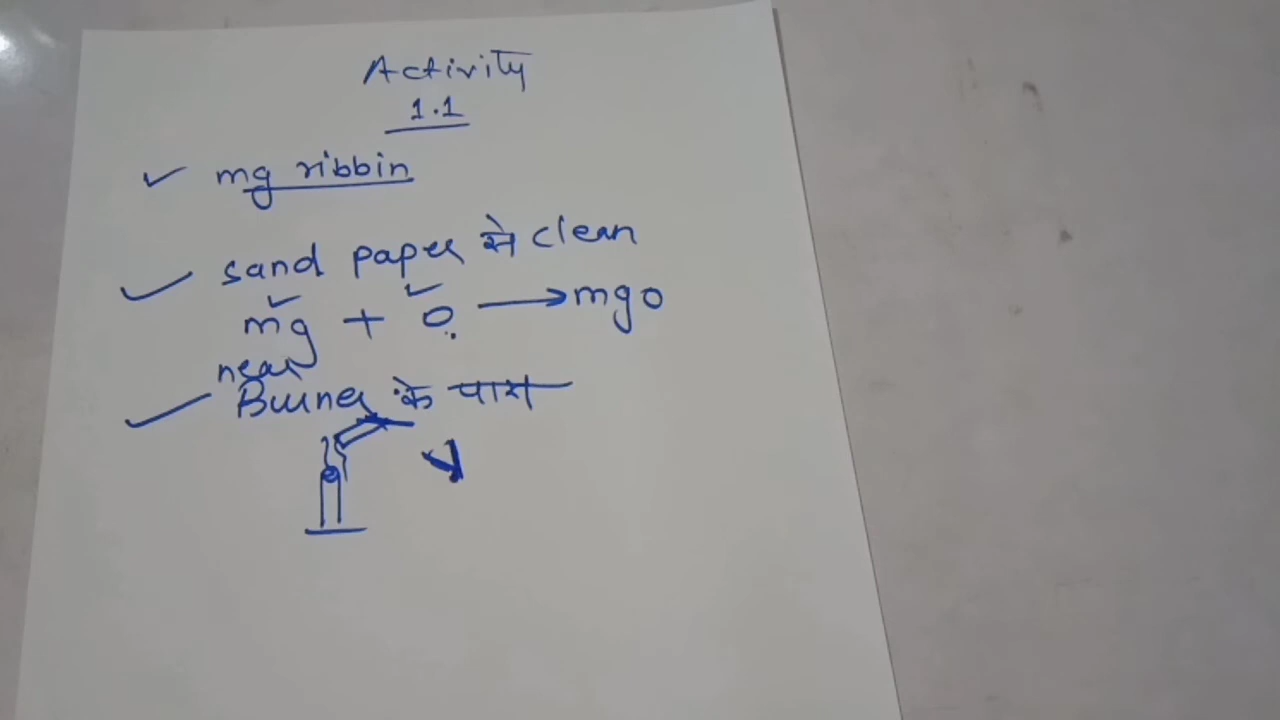 Activity
1.1
mg ribbin
sand paper से clean
mg + O → mgo
near
Burner के पास